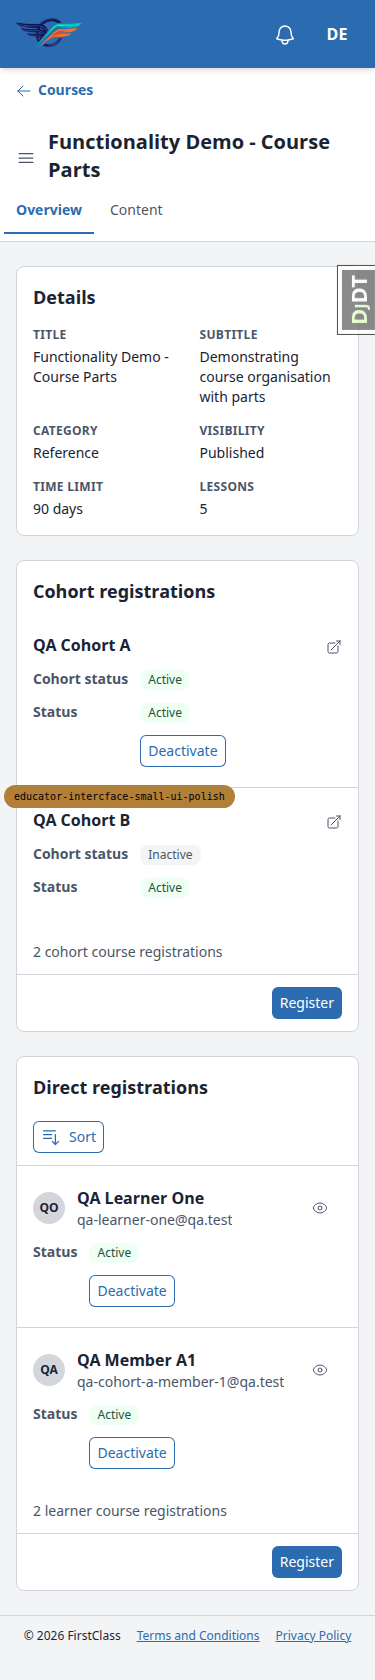 DE
Courses
Functionality Demo - Course
Parts
Overview Content
DjDT
Details
TITLE SUBTITLE
Functionality Demo - Demonstrating
Course Parts course organisation
with parts
CATEGORY VISIBILITY
Reference Published
TIME LIMIT LESSONS
90 days 5
Cohort registrations
QA Cohort A
Cohort status Active
Status Active
Deactivate
educator-intercface-small-ui-polish
QA Cohort B
Cohort status Inactive
Status Active
2 cohort course registrations
Register
Direct registrations
Sort
QO QA Learner One
qa-learner-one@qa.test
Status Active
Deactivate
QA QA Member A1
qa-cohort-a-member-1@qa.test
Status Active
Deactivate
2 learner course registrations
Register
© 2026 FirstClass Terms and Conditions Privacy Policy